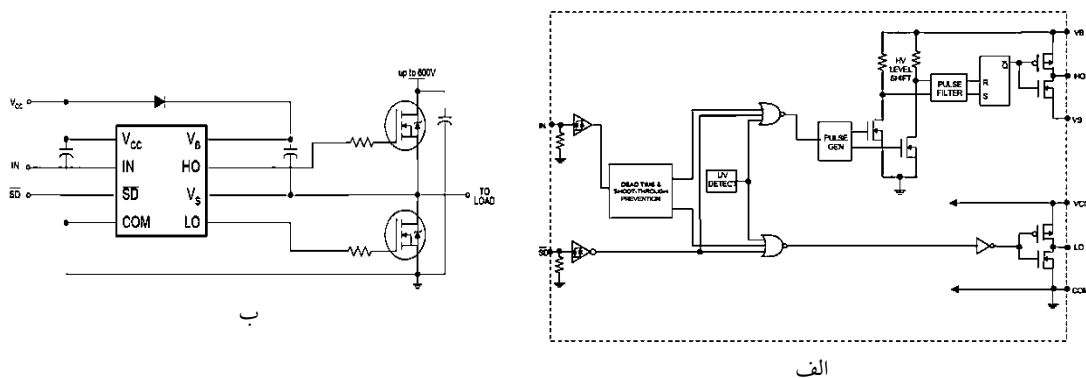 up to 600V
VCC
VCC
VB
IN
IN
HO
SD
SD
VS
TO
LOAD
COM
LO
ب
VB
HV
LEVEL
SHIFT
Q
HO
PULSE
FILTER
R
S
VS
IN
PULSE
GEN
DEAD TIME &
SHOOT-THROUGH
PREVENTION
UV
DETECT
VCC
LO
SD
COM
الف